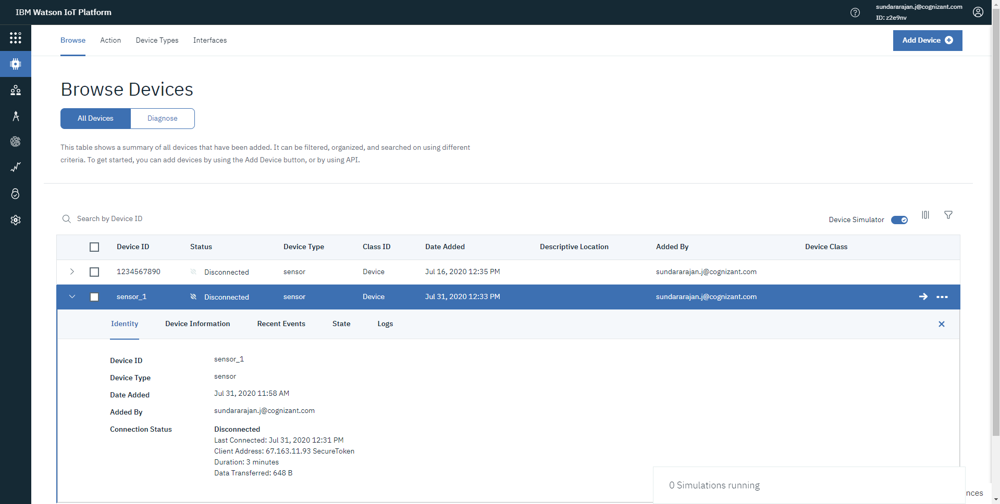 IBM Watson IoT Platform
sundararajan.j@cognizant.com
ID: z2e9nv
Browse
Action
Device Types
Interfaces
Add Device
Browse Devices
All Devices
Diagnose
This table shows a summary of all devices that have been added. It can be filtered, organized, and searched on using different
criteria. To get started, you can add devices by using the Add Device button, or by using API.
Search by Device ID
Device Simulator
Device ID Status Device Type Class ID Date Added Descriptive Location Added By Device Class
1234567890 Disconnected sensor Device Jul 16, 2020 12:35 PM sundararajan.j@cognizant.com
sensor_1 Disconnected sensor Device Jul 31, 2020 12:33 PM sundararajan.j@cognizant.com
Identity Device Information Recent Events State Logs
Device ID sensor_1
Device Type sensor
Date Added Jul 31, 2020 11:58 AM
Added By sundararajan.j@cognizant.com
Connection Status Disconnected
Last Connected: Jul 31, 2020 12:31 PM
Client Address: 67.163.11.93 SecureToken
Duration: 3 minutes
Data Transferred: 648 B
0 Simulations running
nces